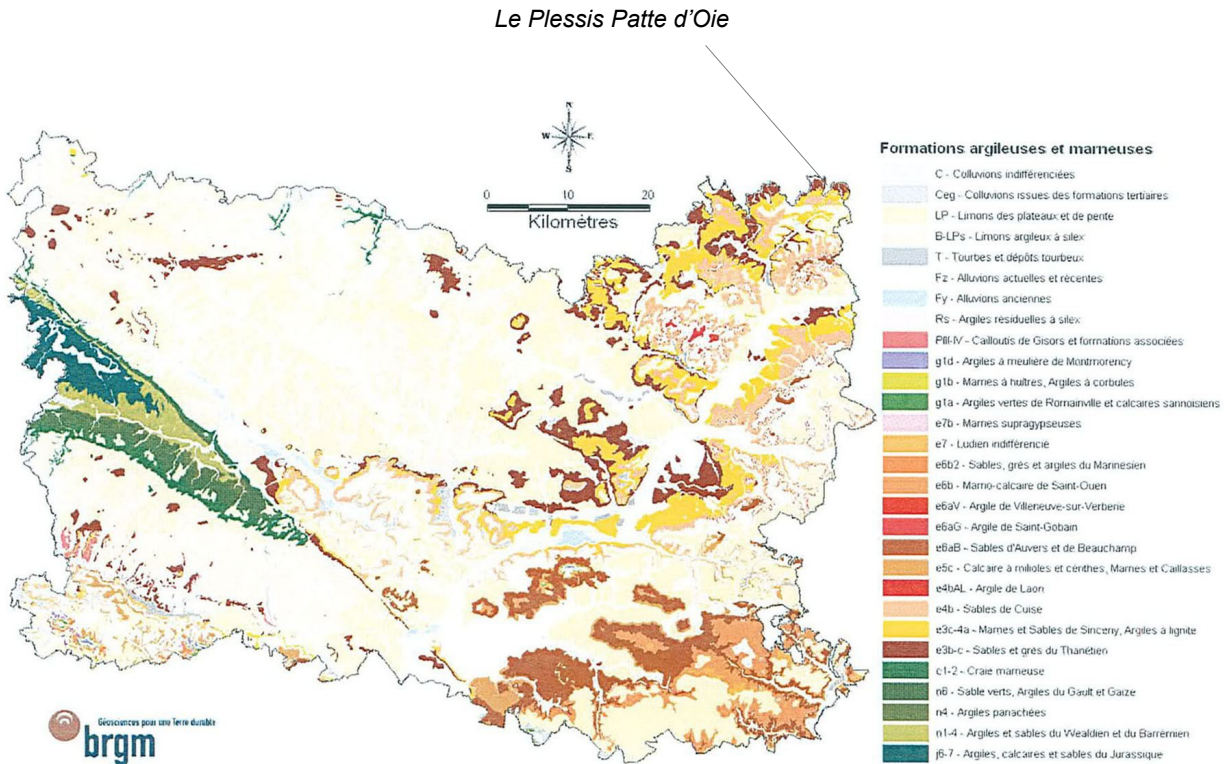 Le Plessis Patte d'Oie
N
W E
S
0 10 20
Kilomètres
Formations argileuses et marneuses
C - Colluvions indifférenciées
Ceg - Colluvions issues des formations tertiaires
LP - Limons des plateaux et de pente
B-LPs - Limons argileux à silex
T - Tourbes et dépôts tourbeux
Fz - Alluvions actuelles et récentes
Fy - Alluvions anciennes
Rs - Argiles résiduelles à silex
PIII-IV - Cailloutis de Gisors et formations associées
g1d - Argiles à meulière de Montmorency
g1b - Marnes à huîtres, Argiles à corbules
g1a - Argiles vertes de Romainville et calcaires sannoisiens
e7b - Marnes supragypseuses
e7 - Ludien indifférencié
e6b2 - Sables, grés et argiles du Marinesien
e6b - Marno-calcaire de Saint-Ouen
e6aV - Argile de Villeneuve-sur-Verberie
e6aG - Argile de Saint-Gobain
e6aB - Sables d'Auvers et de Beauchamp
e5c - Calcaire à milioles et cérithes, Marnes et Caillasses
e4bAL - Argile de Laon
e4b - Sables de Cuise
e3c-4a - Marnes et Sables de Sinceny, Argiles à lignite
e3b-c - Sables et grés du Thanétien
c1-2 - Craie marneuse
n6 - Sable verts, Argiles du Gault et Gaize
n4 - Argiles panachées
n1-4 - Argiles et sables du Wealdien et du Barrémien
j6-7 - Argiles, calcaires et sables du Jurassique
Géosciences pour une Terre durable
brgm